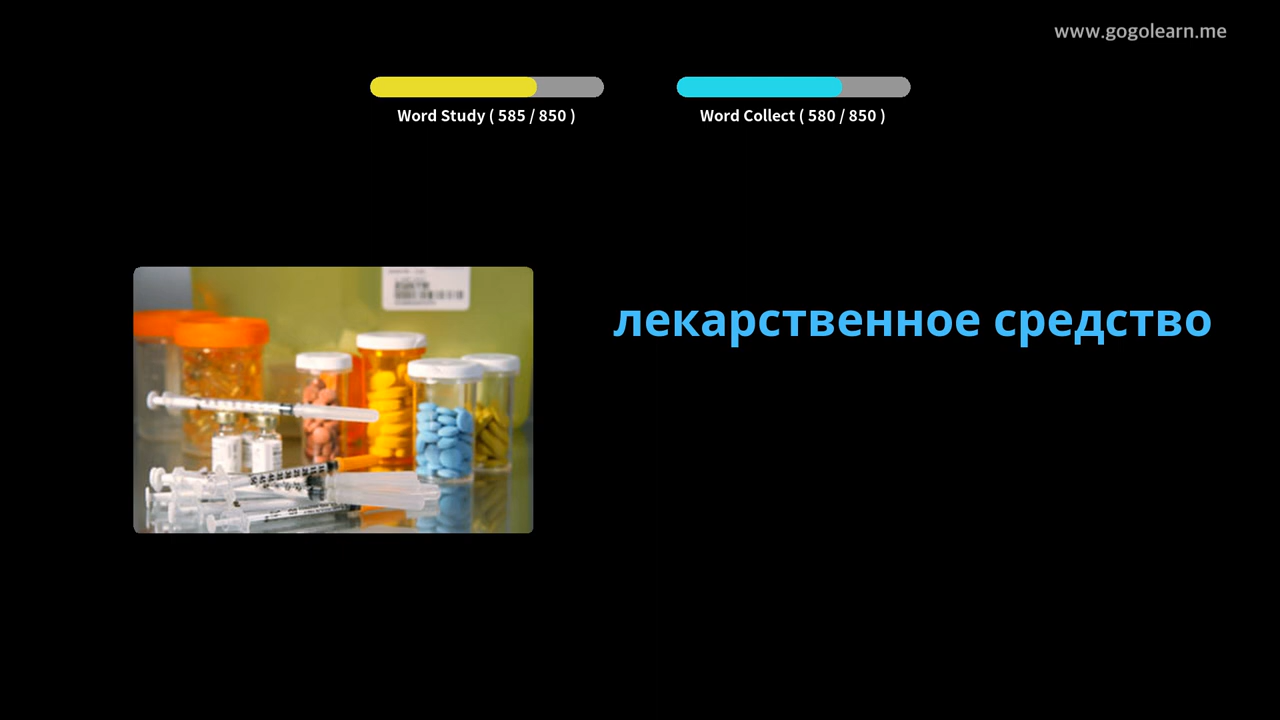 www.gogolearn.me
Word Study ( 585 / 850 )
Word Collect ( 580 / 850 )
лекарственное средство